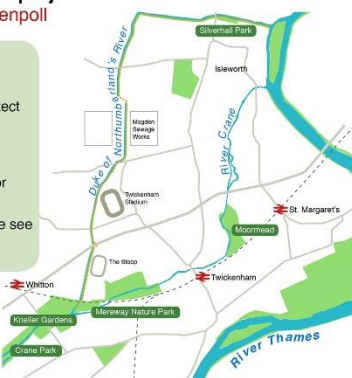 enpoll
ect
or
e see
Silverhall Park
Isleworth
Duke of Northumberland's River
Mogdon
Sewage
Works
River Crane
Twickenham
Stadium
St. Margaret's
Moormead
The Stoop
Whitton
Twickenham
Mereway Nature Park
Kneller Gardens
Crane Park
River Thames